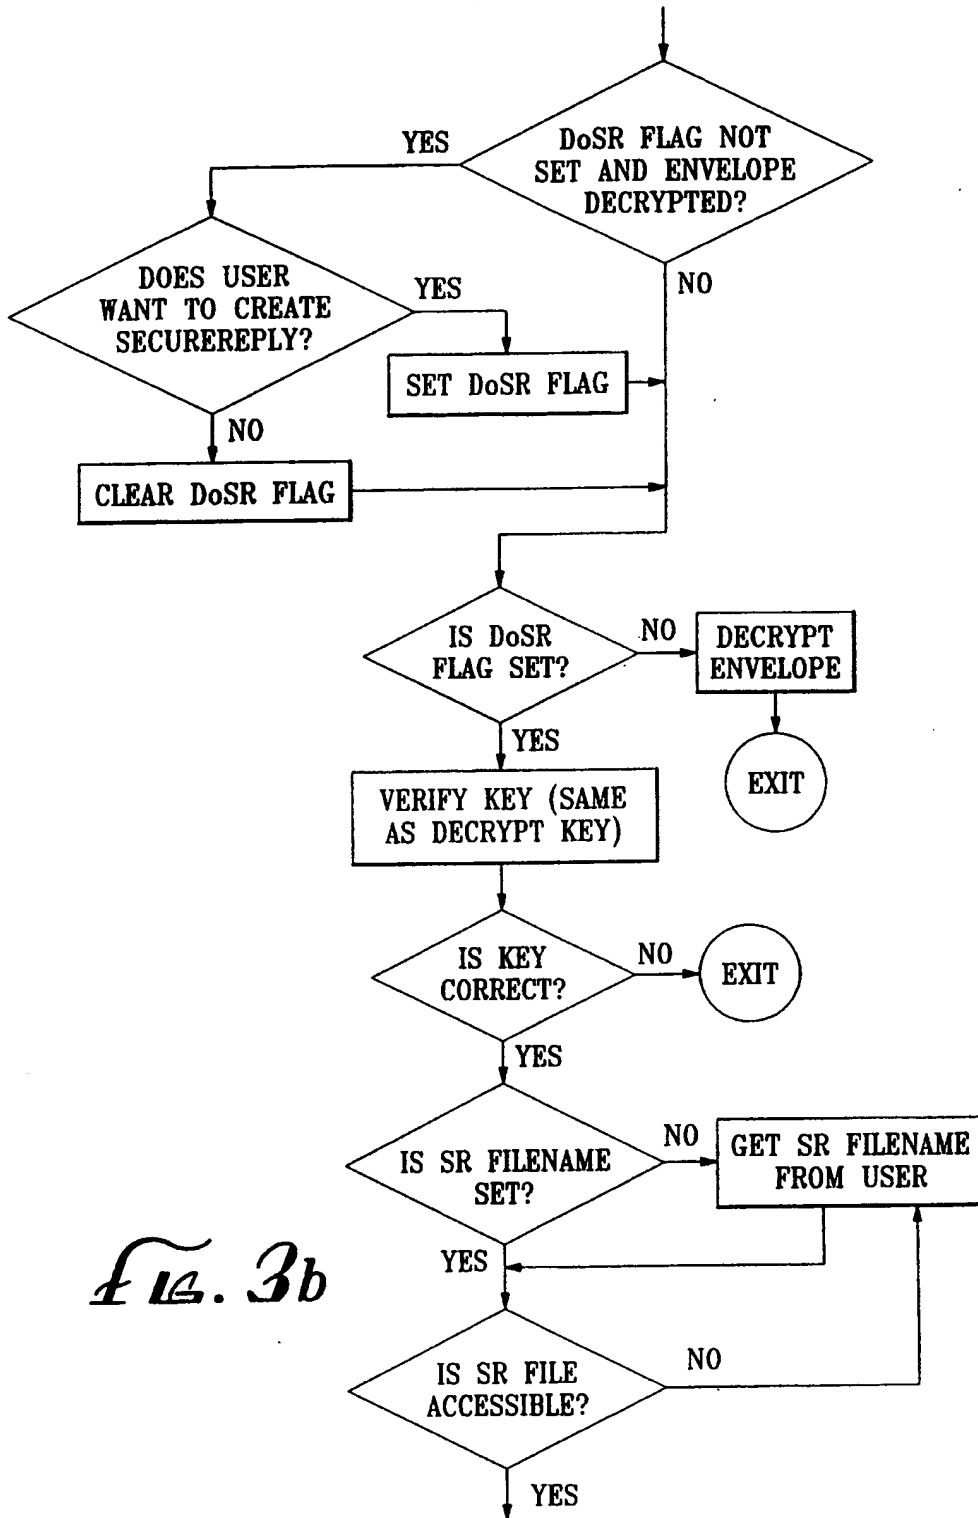 DoSR FLAG NOT
SET AND ENVELOPE
DECRYPTED?
YES
NO
DOES USER
WANT TO CREATE
SECUREREPLY?
YES
SET DoSR FLAG
NO
CLEAR DoSR FLAG
IS DoSR
FLAG SET?
NO
DECRYPT
ENVELOPE
EXIT
YES
VERIFY KEY (SAME
AS DECRYPT KEY)
IS KEY
CORRECT?
NO
EXIT
YES
IS SR FILENAME
SET?
NO
GET SR FILENAME
FROM USER
YES
FIG. 3b
IS SR FILE
ACCESSIBLE?
NO
YES